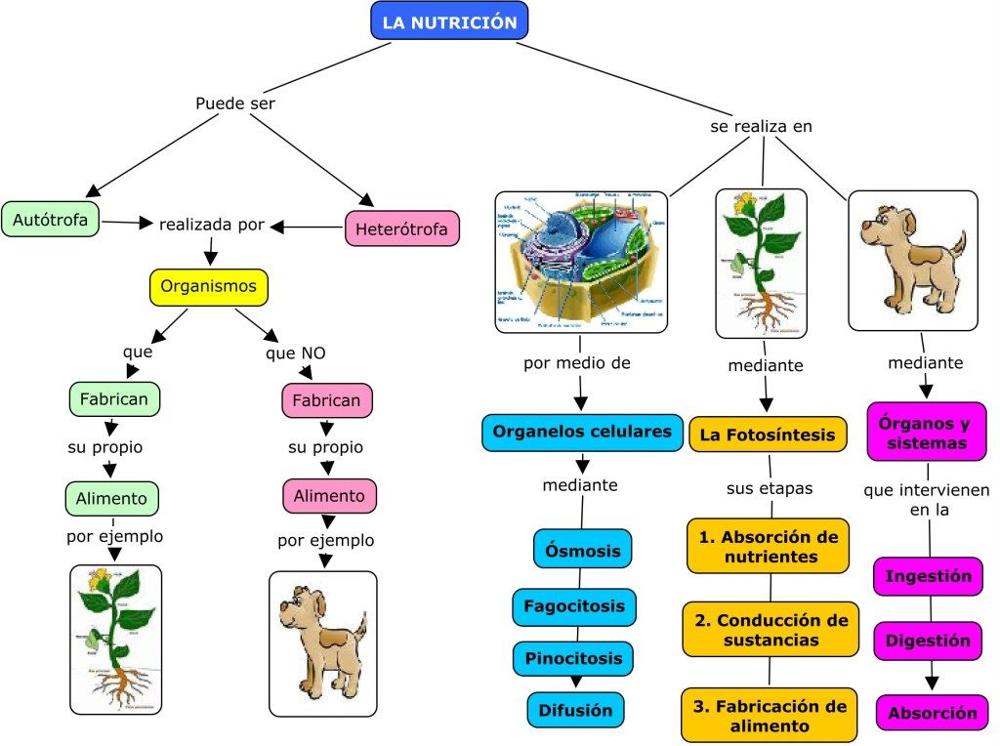 LA NUTRICIÓN
Puede ser
Autótrofa
Heterótrofa
realizada por
Organismos
que
que NO
Fabrican
Fabrican
su propio
su propio
Alimento
Alimento
por ejemplo
por ejemplo
se realiza en
por medio de
Organelos celulares
mediante
Ósmosis
Fagocitosis
Pinocitosis
Difusión
mediante
La Fotosíntesis
sus etapas
1. Absorción de
nutrientes
2. Conducción de
sustancias
3. Fabricación de
alimento
mediante
Órganos y
sistemas
que intervienen
en la
Ingestión
Digestión
Absorción